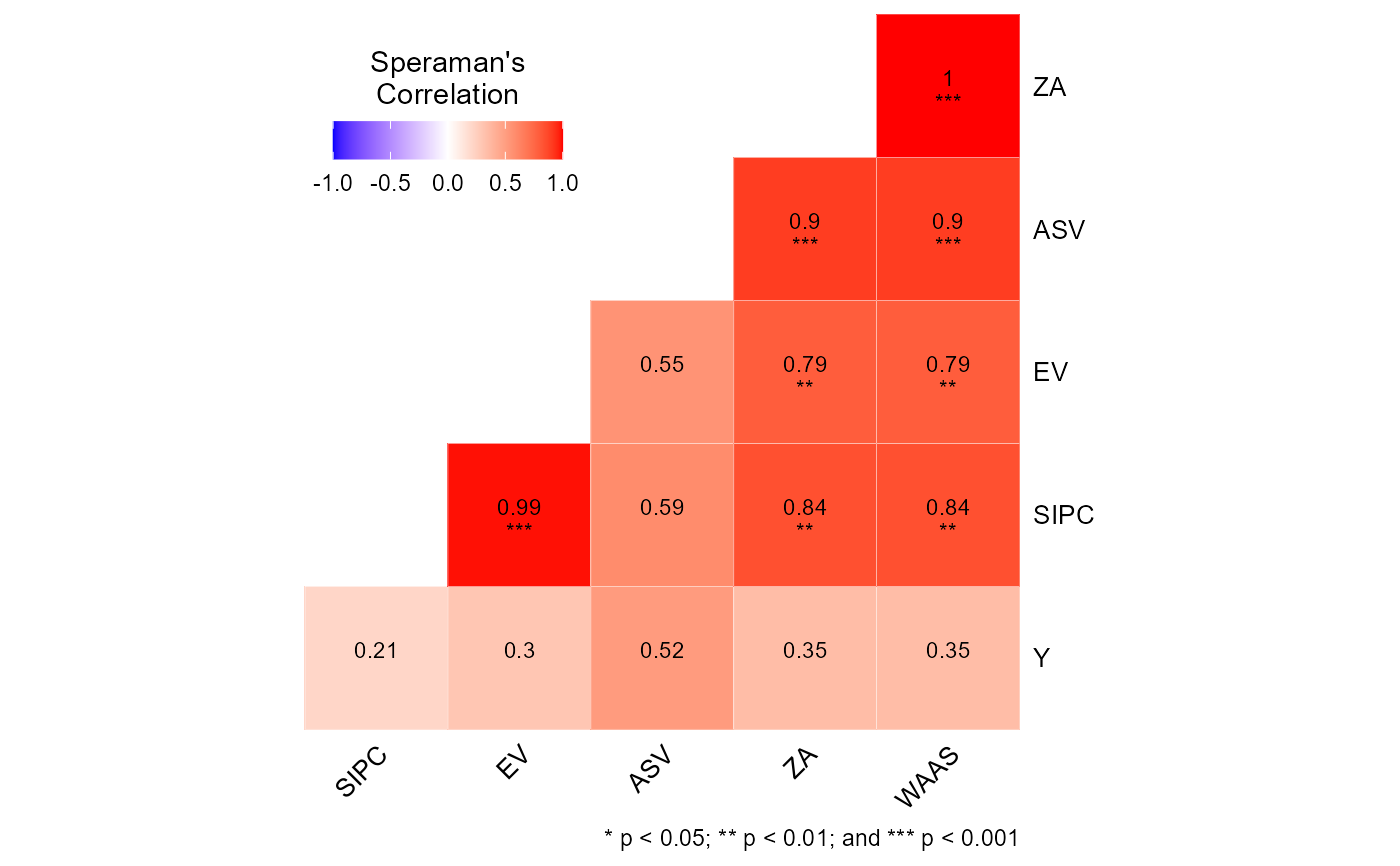 Speraman's
Correlation
-1.0 -0.5 0.0 0.5 1.0
1
***
ZA
0.9 0.9
*** ***
ASV
0.55 0.79 0.79
** **
EV
0.99 0.59 0.84 0.84
*** ** **
SIPC
0.21 0.3 0.52 0.35 0.35
Y
SIPC EV ASV ZA WAAS
* p < 0.05; ** p < 0.01; and *** p < 0.001